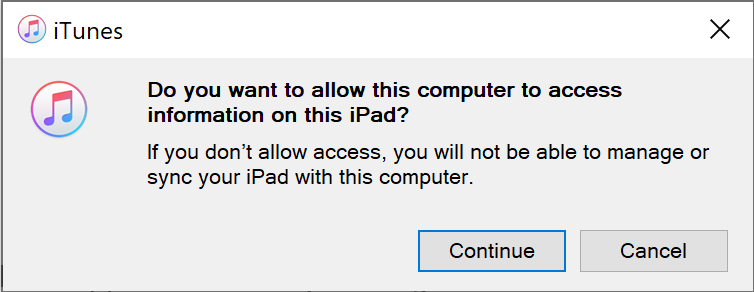 iTunes
Do you want to allow this computer to access
information on this iPad?
If you don’t allow access, you will not be able to manage or
sync your iPad with this computer.
Continue Cancel